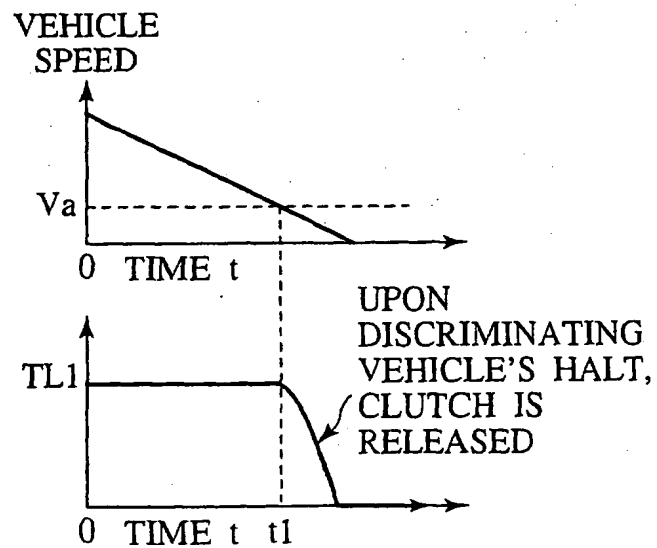 VEHICLE
SPEED
Va
0 TIME t
UPON
DISCRIMINATING
VEHICLE'S HALT,
CLUTCH IS
RELEASED
TL1
0 TIME t t1